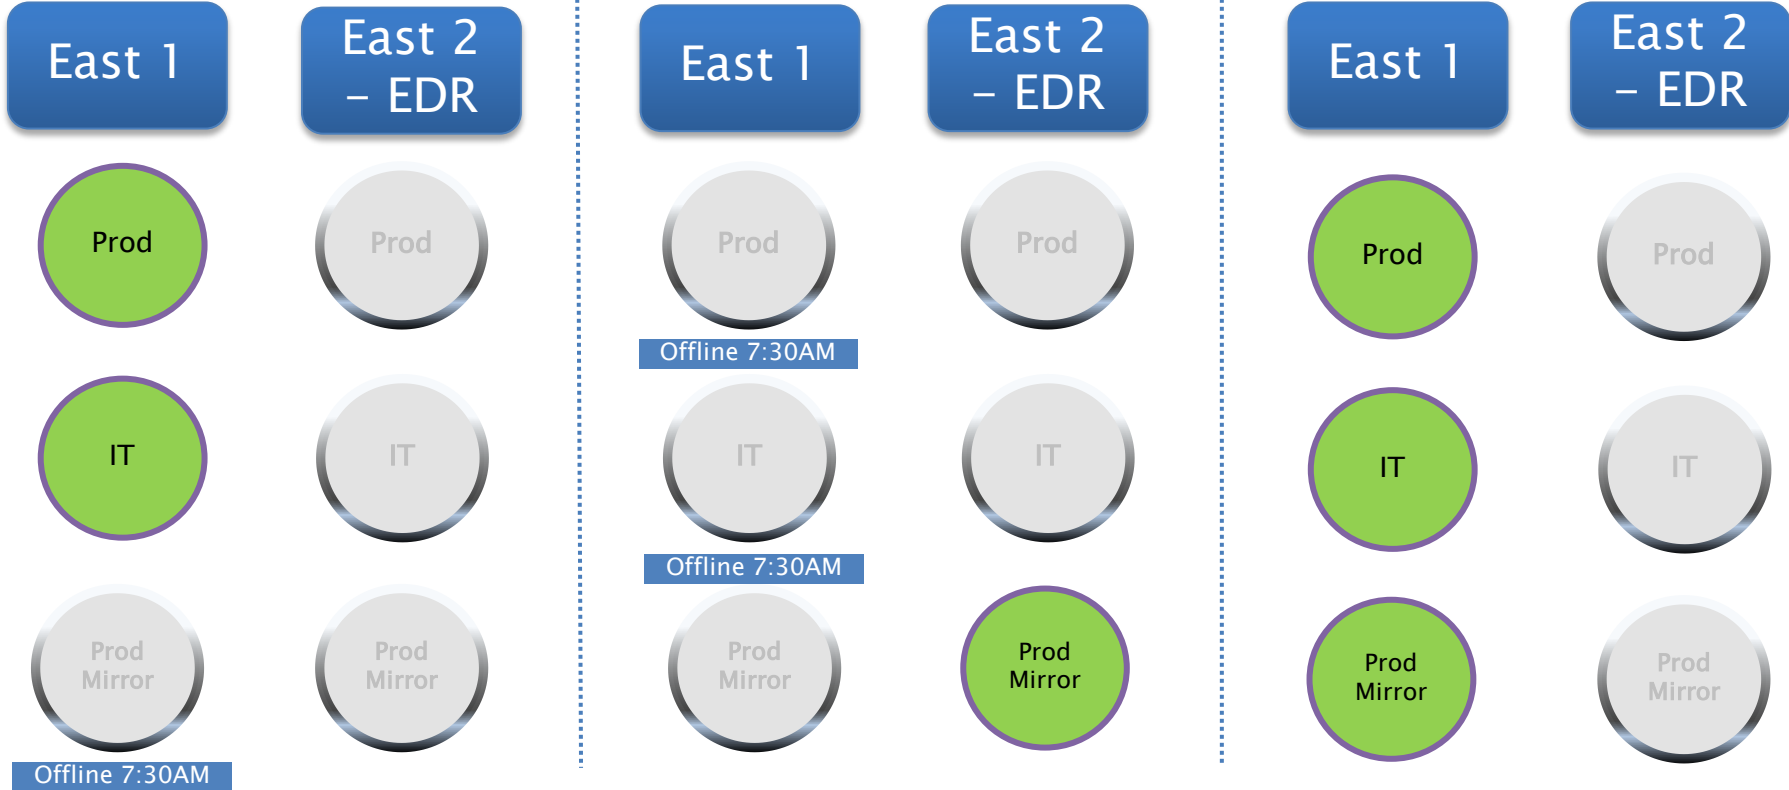 East 1
East 2
– EDR
East 1
East 2
– EDR
East 1
East 2
– EDR
Prod
Prod
Prod
Prod
Prod
Prod
Offline 7:30AM
IT
IT
IT
IT
IT
IT
Offline 7:30AM
Prod
Mirror
Prod
Mirror
Prod
Mirror
Prod
Mirror
Prod
Mirror
Prod
Mirror
Offline 7:30AM